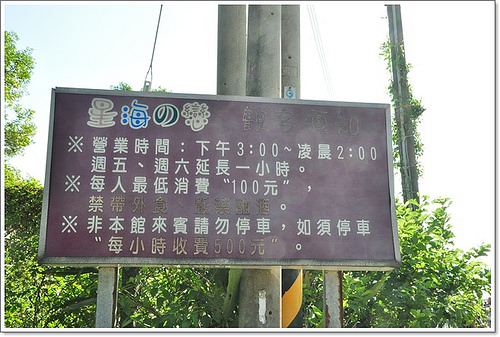 星海の戀
※營業時間：下午3:00~凌晨2:00
週五、週六延長一小時。
※每人最低消費“100元”，
禁帶外食
※非本館來賓請勿停車，如須停車
“每小時收費500元”。